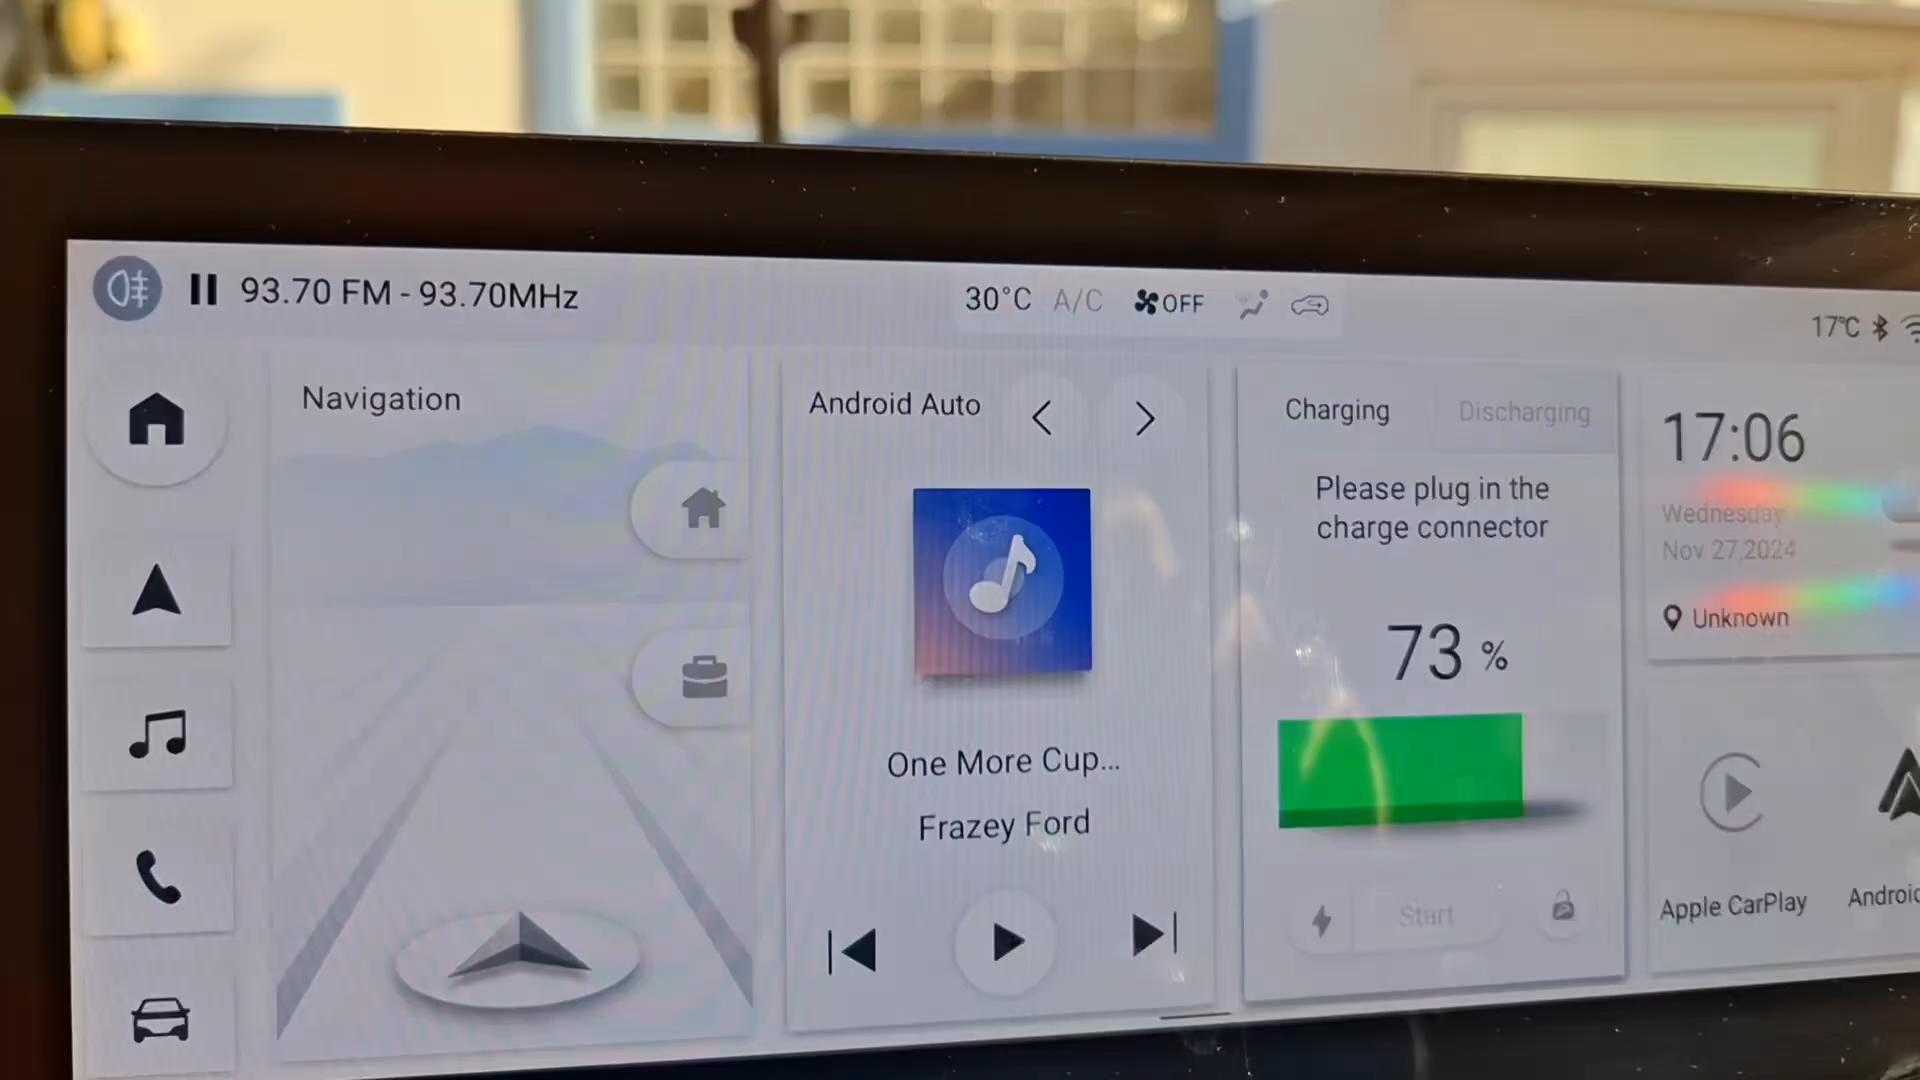 93.70 FM - 93.70MHz
30°C A/C OFF
17°C
Navigation
Android Auto
One More Cup...
Frazey Ford
Charging Discharging
Please plug in the
charge connector
73 %
Start
17:06
Wednesday
Nov 27,2024
Unknown
Apple CarPlay
Android